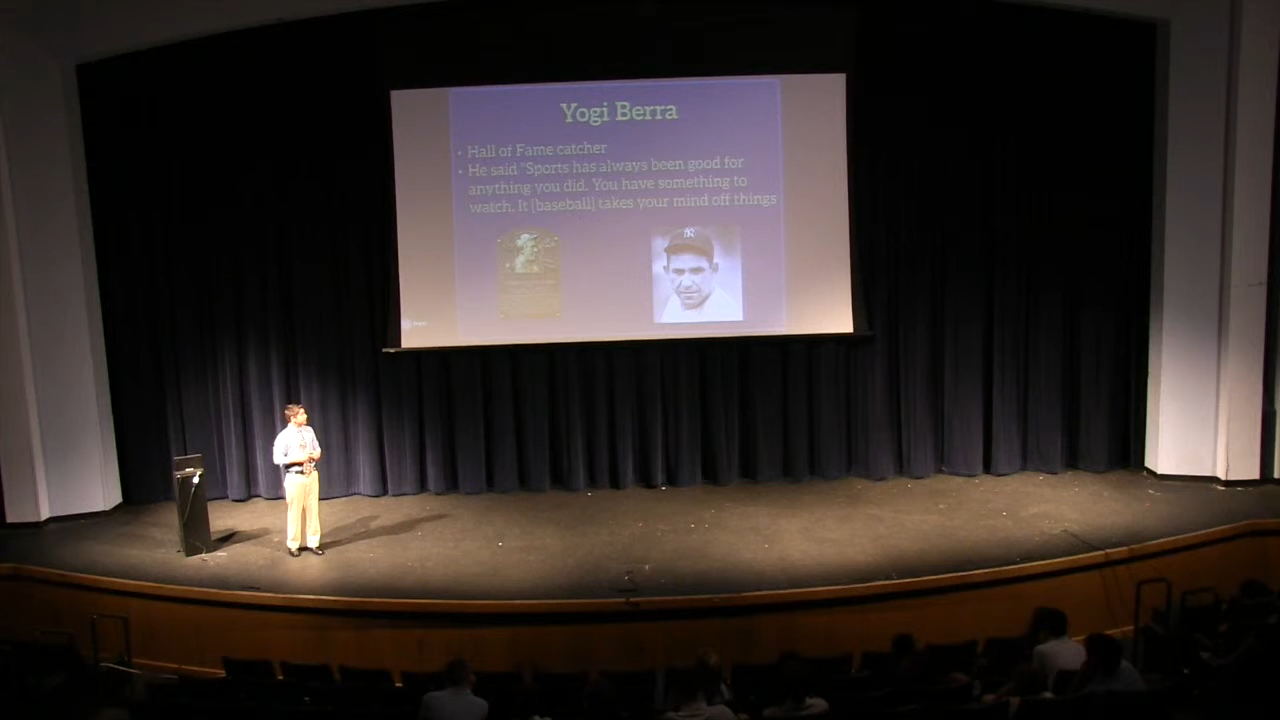 Yogi Berra
• Hall of Fame catcher
• He said "Sports has always been good for
anything you did. You have something to
watch. It [baseball] takes your mind off things